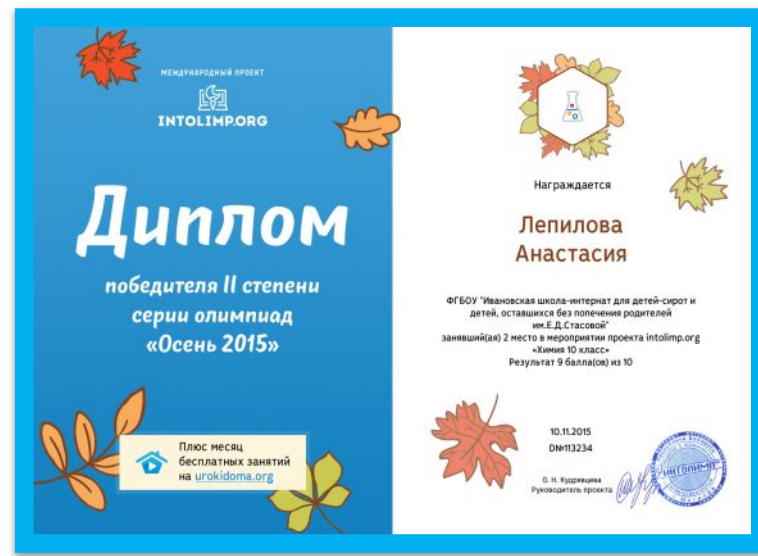 МЕЖДУНАРОДНЫЙ ПРОЕКТ
INTOLIMP.ORG
Диплом
победителя II степени
серии олимпиад
«Осень 2015»
Плюс месяц
бесплатных занятий
на urokidoma.org
Награждается
Лепилова
Анастасия
ФГБОУ "Ивановская школа-интернат для детей-сирот и
детей, оставшихся без попечения родителей
им.Е.Д.Стасовой"
занявший(ая) 2 место в мероприятии проекта intolimp.org
«Химия 10 класс»
Результат 9 балла(ов) из 10
10.11.2015
DN№113234
О. Н. Кудрявцева
Руководитель проекта
ИНТОЛИМП